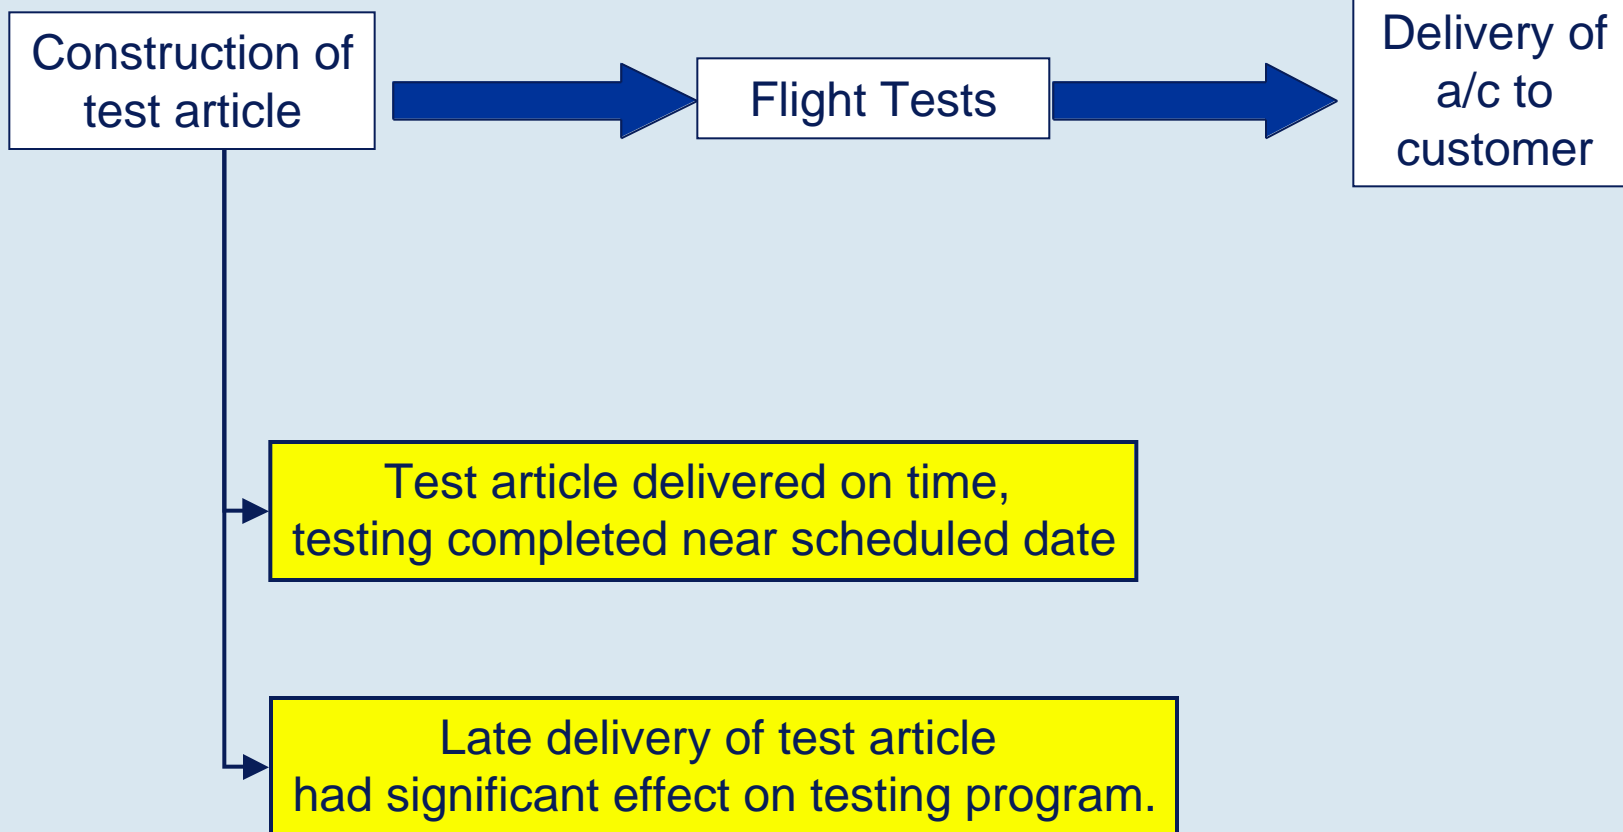 Construction of
test article
Flight Tests
Delivery of
a/c to
customer
Test article delivered on time,
testing completed near scheduled date
Late delivery of test article
had significant effect on testing program.